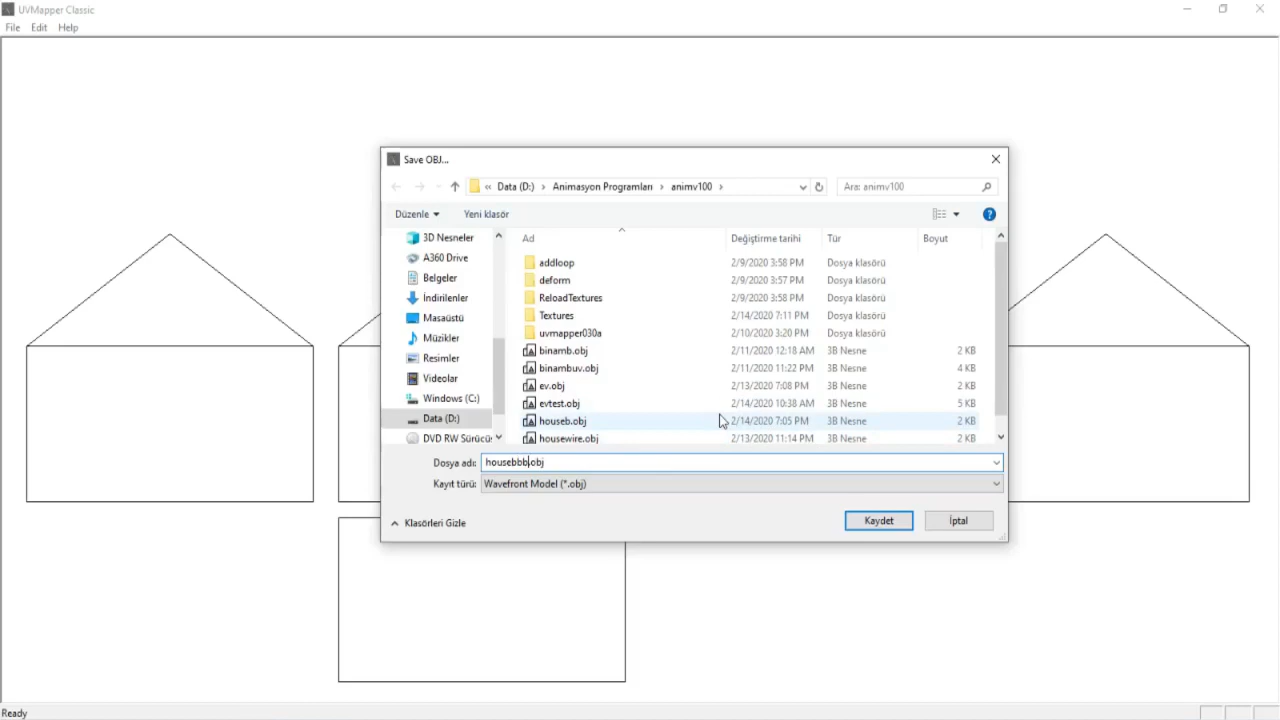 UVMapper Classic
File Edit Help
Save OBJ...
« Data (D:) › Animasyon Programları › animv100 ›
Ara: animv100
Düzenle Yeni klasör
Ad Değiştirme tarihi Tür Boyut
3D Nesneler
A360 Drive
Belgeler
İndirilenler
Masaüstü
Müzikler
Resimler
Videolar
Windows (C:)
Data (D:)
DVD RW Sürücüs
addloop 2/9/2020 3:58 PM Dosya klasörü
deform 2/9/2020 3:57 PM Dosya klasörü
ReloadTextures 2/9/2020 3:58 PM Dosya klasörü
Textures 2/14/2020 7:11 PM Dosya klasörü
uvmapper030a 2/10/2020 3:20 PM Dosya klasörü
binamb.obj 2/11/2020 12:18 AM 3B Nesne 2 KB
binambuv.obj 2/11/2020 11:22 PM 3B Nesne 4 KB
ev.obj 2/13/2020 7:08 PM 3B Nesne 2 KB
evtest.obj 2/14/2020 10:38 AM 3B Nesne 5 KB
houseb.obj 2/14/2020 7:05 PM 3B Nesne 2 KB
housewire.obj 2/13/2020 11:14 PM 3B Nesne 2 KB
Dosya adı: housebbb.obj
Kayıt türü: Wavefront Model (*.obj)
Klasörleri Gizle
Kaydet İptal
Ready